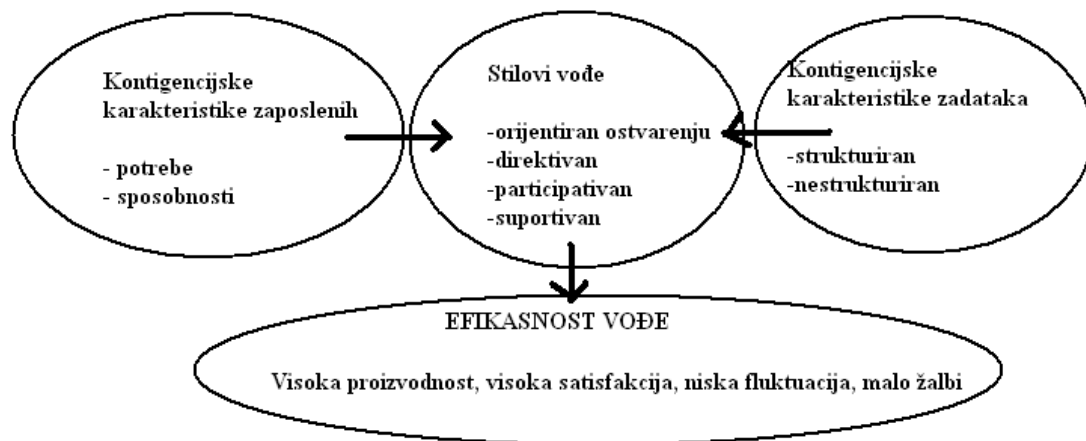 Kontigencijske
karakteristike zaposlenih
- potrebe
- sposobnosti
Stilovi vođe
-orijentiran ostvarenju
-direktivan
-participativan
-suportivan
Kontigencijske
karakteristike zadataka
-strukturiran
-nestrukturiran
EFIKASNOST VOĐE
Visoka proizvodnost, visoka satisfakcija, niska fluktuacija, malo žalbi